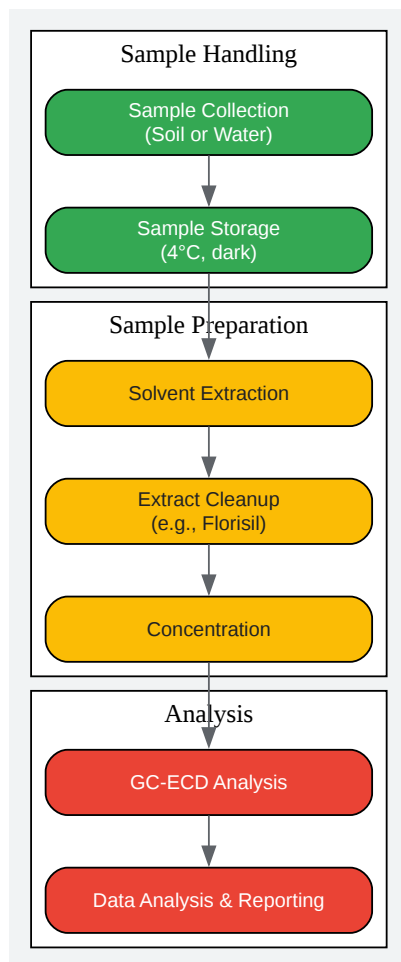 Sample Handling
Sample Collection
(Soil or Water)
Sample Storage
(4°C, dark)
Sample Preparation
Solvent Extraction
Extract Cleanup
(e.g., Florisil)
Concentration
Analysis
GC-ECD Analysis
Data Analysis & Reporting